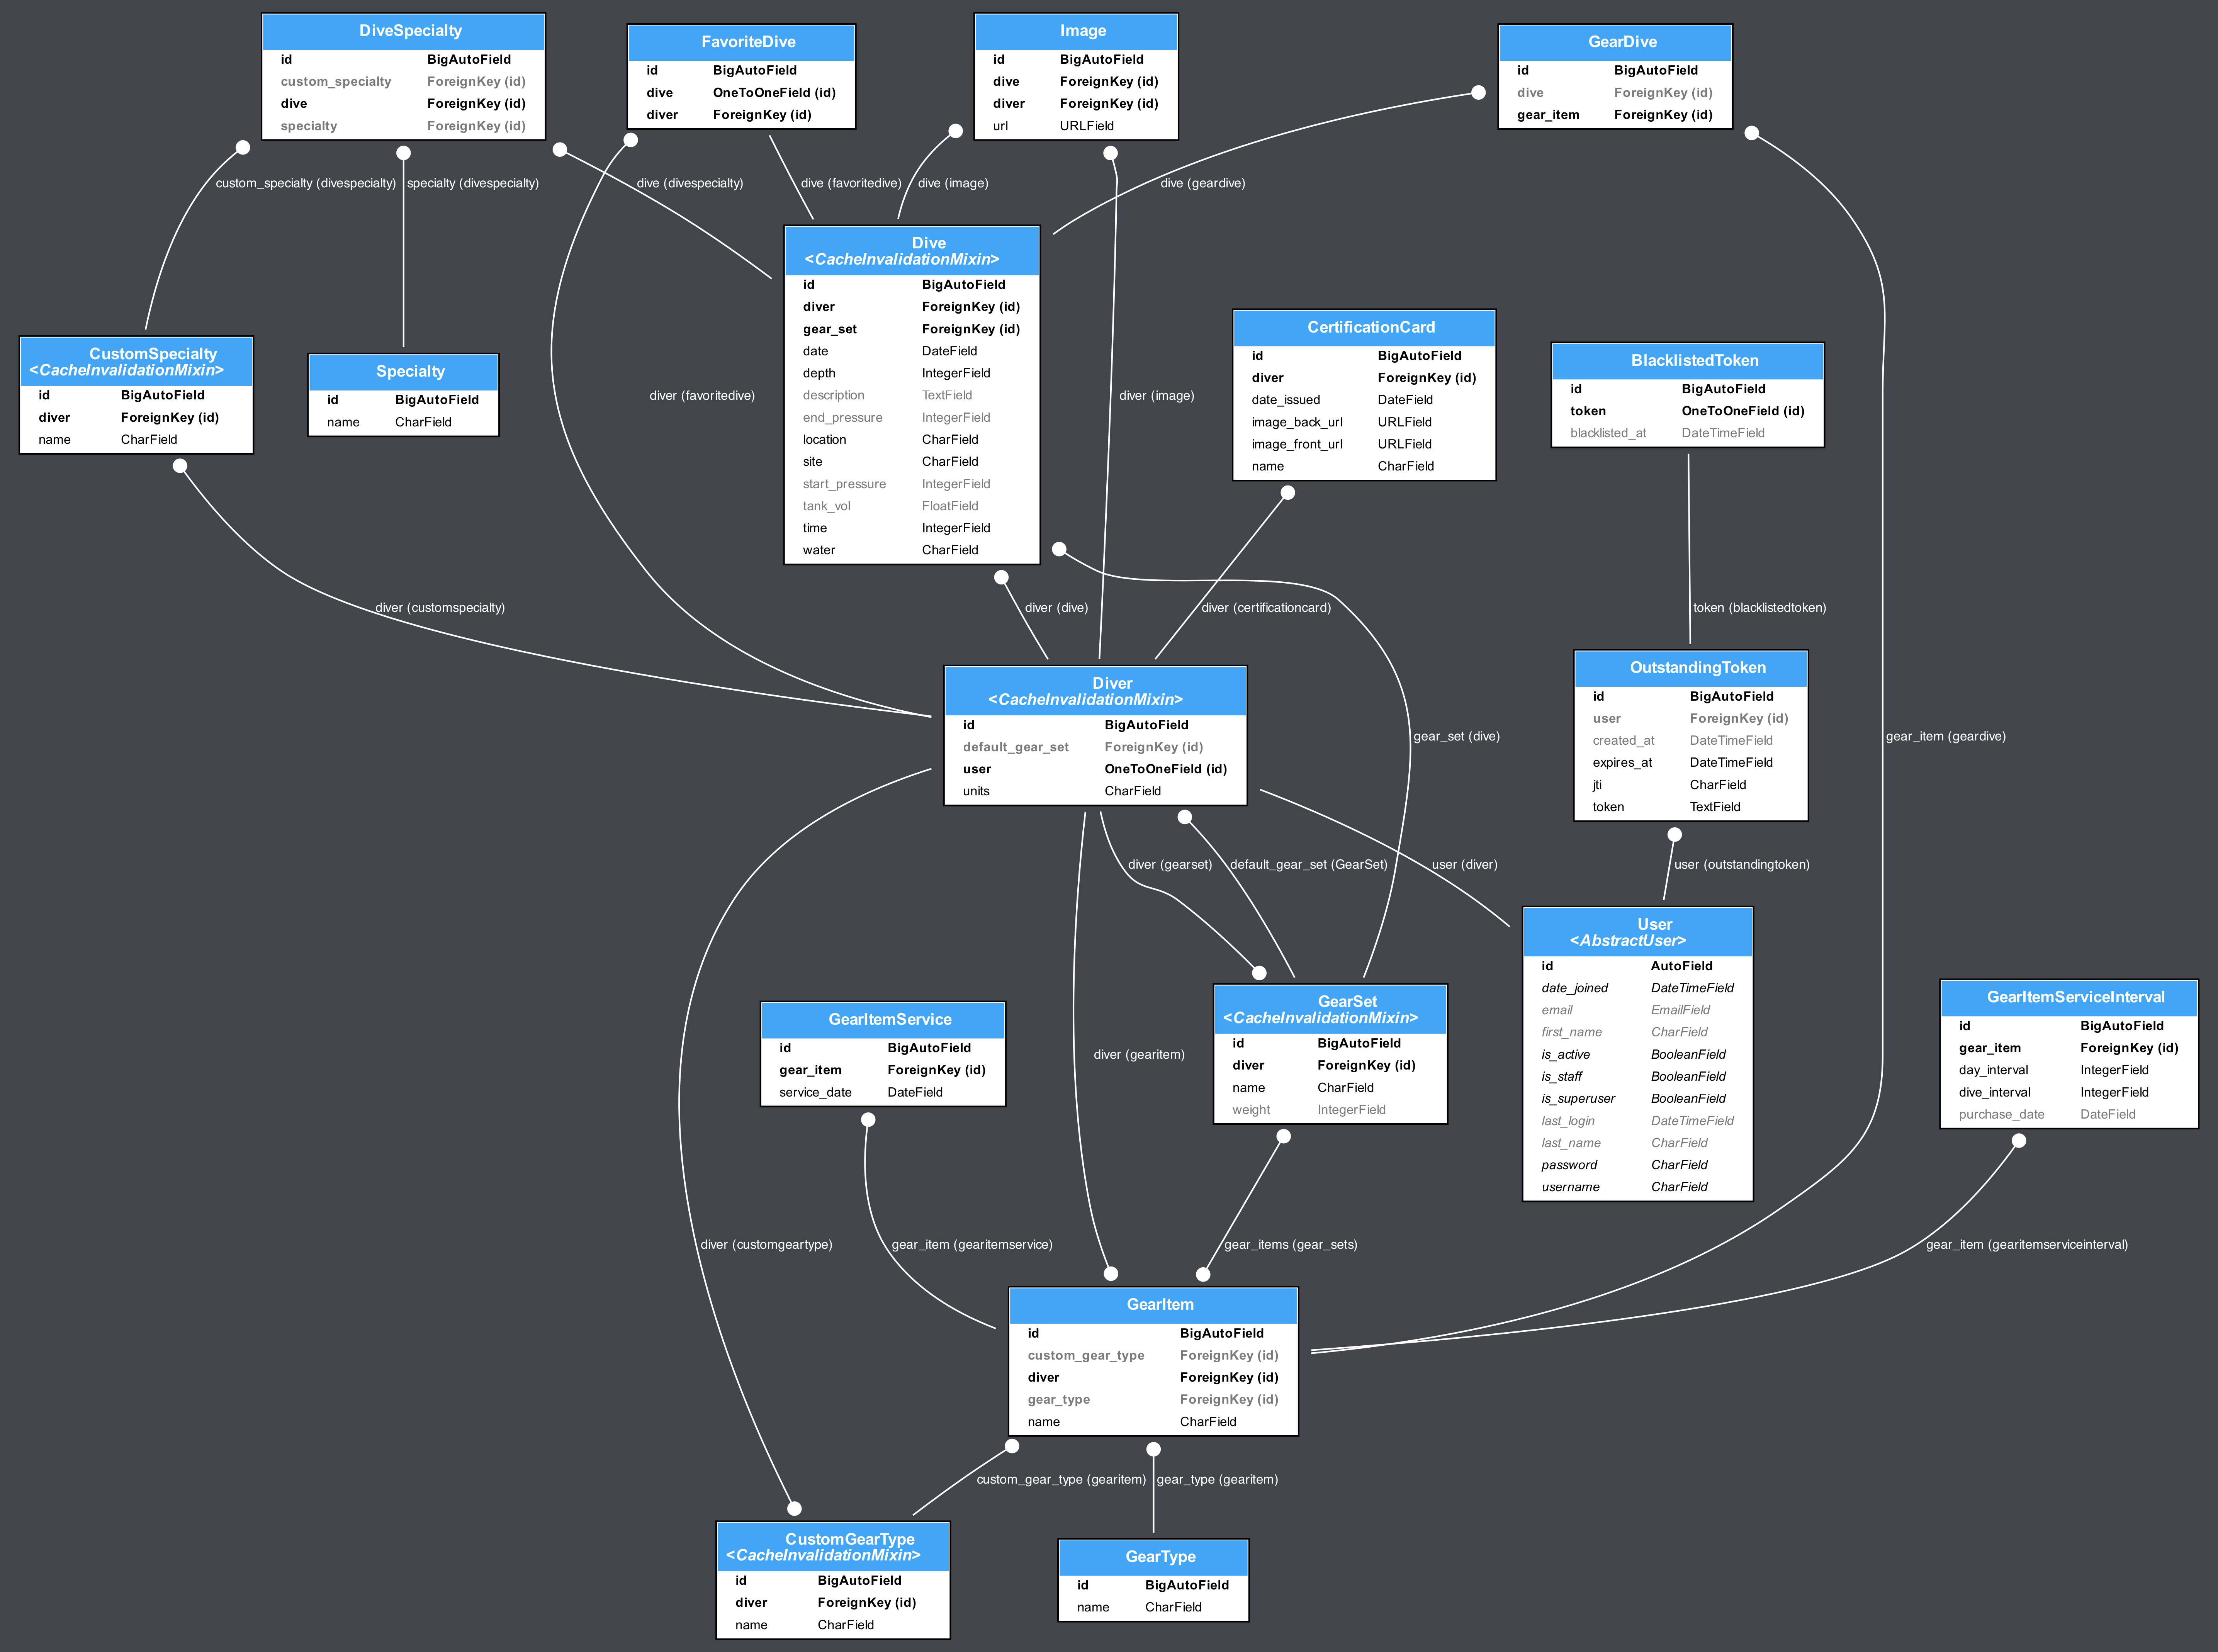 DiveSpecialty
id BigAutoField
custom_specialty ForeignKey (id)
dive ForeignKey (id)
specialty ForeignKey (id)
FavoriteDive
id BigAutoField
dive OneToOneField (id)
diver ForeignKey (id)
Image
id BigAutoField
dive ForeignKey (id)
diver ForeignKey (id)
url URLField
GearDive
id BigAutoField
dive ForeignKey (id)
gear_item ForeignKey (id)
custom_specialty (divespecialty)
specialty (divespecialty)
dive (divespecialty)
dive (favoritedive)
dive (image)
dive (geardive)
Dive
<CacheInvalidationMixin>
id BigAutoField
diver ForeignKey (id)
gear_set ForeignKey (id)
date DateField
depth IntegerField
description TextField
end_pressure IntegerField
location CharField
site CharField
start_pressure IntegerField
tank_vol FloatField
time IntegerField
water CharField
CustomSpecialty
<CacheInvalidationMixin>
id BigAutoField
diver ForeignKey (id)
name CharField
Specialty
id BigAutoField
name CharField
diver (favoritedive)
diver (image)
CertificationCard
id BigAutoField
diver ForeignKey (id)
date_issued DateField
image_back_url URLField
image_front_url URLField
name CharField
BlacklistedToken
id BigAutoField
token OneToOneField (id)
blacklisted_at DateTimeField
diver (customspecialty)
diver (dive)
diver (certificationcard)
token (blacklistedtoken)
Diver
<CacheInvalidationMixin>
id BigAutoField
default_gear_set ForeignKey (id)
user OneToOneField (id)
units CharField
gear_set (dive)
OutstandingToken
id BigAutoField
user ForeignKey (id)
created_at DateTimeField
expires_at DateTimeField
jti CharField
token TextField
gear_item (geardive)
diver (gearset)
default_gear_set (GearSet)
user (diver)
user (outstandingtoken)
User
<AbstractUser>
id AutoField
date_joined DateTimeField
email EmailField
first_name CharField
is_active BooleanField
is_staff BooleanField
is_superuser BooleanField
last_login DateTimeField
last_name CharField
password CharField
username CharField
GearItemService
id BigAutoField
gear_item ForeignKey (id)
service_date DateField
diver (gearitem)
GearSet
<CacheInvalidationMixin>
id BigAutoField
diver ForeignKey (id)
name CharField
weight IntegerField
GearItemServiceInterval
id BigAutoField
gear_item ForeignKey (id)
day_interval IntegerField
dive_interval IntegerField
purchase_date DateField
diver (customgeartype)
gear_item (gearitemservice)
gear_items (gear_sets)
gear_item (gearitemserviceinterval)
GearItem
id BigAutoField
custom_gear_type ForeignKey (id)
diver ForeignKey (id)
gear_type ForeignKey (id)
name CharField
custom_gear_type (gearitem)
gear_type (gearitem)
CustomGearType
<CacheInvalidationMixin>
id BigAutoField
diver ForeignKey (id)
name CharField
GearType
id BigAutoField
name CharField